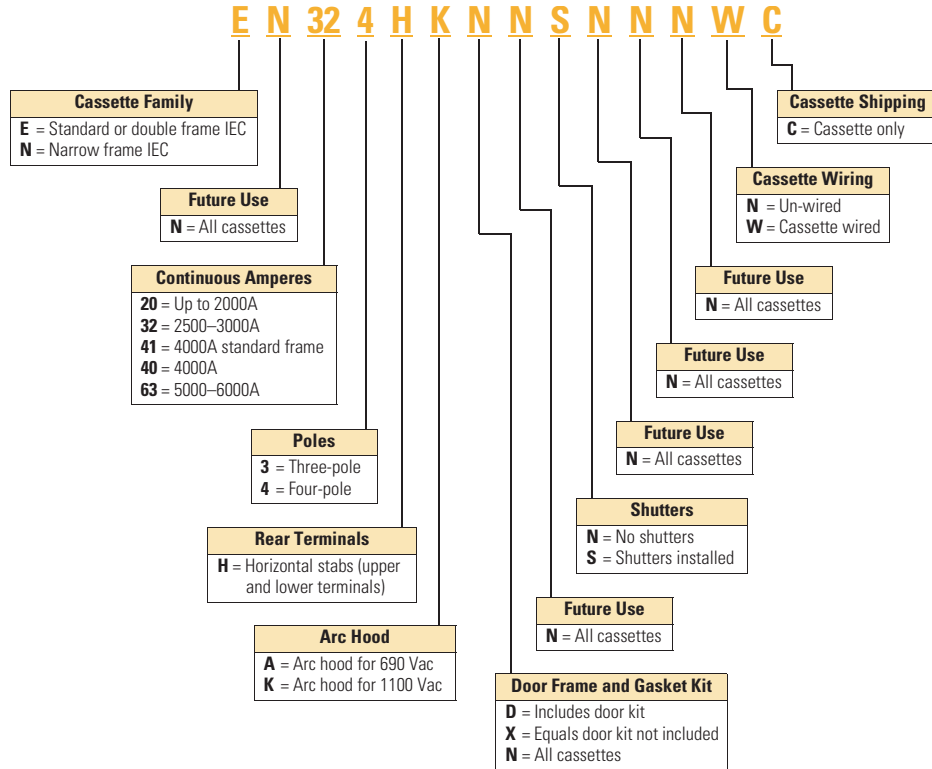 E N 32 4 H K N N S N N N W C
Cassette Family
E = Standard or double frame IEC
N = Narrow frame IEC
Cassette Shipping
C = Cassette only
Future Use
N = All cassettes
Cassette Wiring
N = Un-wired
W = Cassette wired
Continuous Amperes
20 = Up to 2000A
32 = 2500–3000A
41 = 4000A standard frame
40 = 4000A
63 = 5000–6000A
Future Use
N = All cassettes
Future Use
N = All cassettes
Poles
3 = Three-pole
4 = Four-pole
Future Use
N = All cassettes
Rear Terminals
H = Horizontal stabs (upper
and lower terminals)
Shutters
N = No shutters
S = Shutters installed
Arc Hood
A = Arc hood for 690 Vac
K = Arc hood for 1100 Vac
Future Use
N = All cassettes
Door Frame and Gasket Kit
D = Includes door kit
X = Equals door kit not included
N = All cassettes